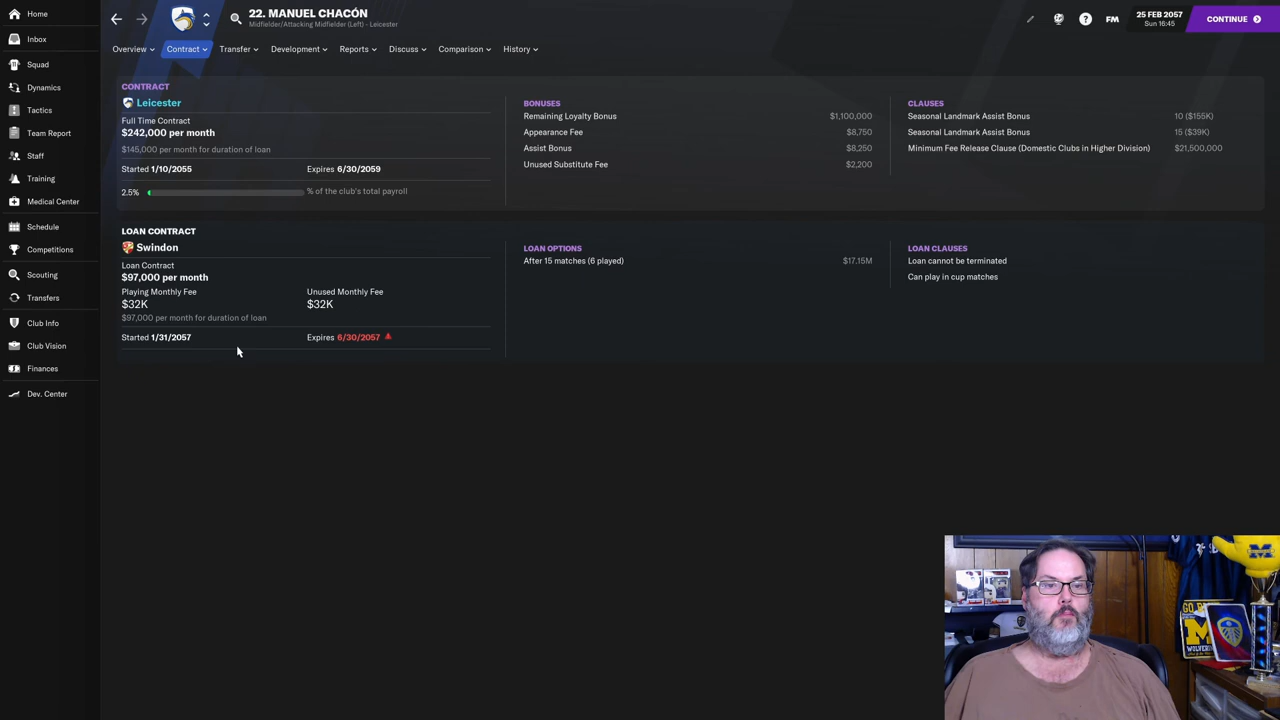 Home
Inbox
Squad
Dynamics
Tactics
Team Report
Staff
Training
Medical Center
Schedule
Competitions
Scouting
Transfers
Club Info
Club Vision
Finances
Dev. Center
22. MANUEL CHACÓN
Midfielder/Attacking Midfielder (Left) - Leicester
FM
25 FEB 2057
Sun 16:45
CONTINUE
Overview
Contract
Transfer
Development
Reports
Discuss
Comparison
History
CONTRACT
Leicester
Full Time Contract
$242,000 per month
$145,000 per month for duration of loan
Started 1/10/2055 Expires 6/30/2059
2.5% % of the club's total payroll
BONUSES
Remaining Loyalty Bonus $1,100,000
Appearance Fee $8,750
Assist Bonus $8,250
Unused Substitute Fee $2,200
CLAUSES
Seasonal Landmark Assist Bonus 10 ($155K)
Seasonal Landmark Assist Bonus 15 ($39K)
Minimum Fee Release Clause (Domestic Clubs in Higher Division) $21,500,000
LOAN CONTRACT
Swindon
Loan Contract
$97,000 per month
Playing Monthly Fee Unused Monthly Fee
$32K $32K
$97,000 per month for duration of loan
Started 1/31/2057 Expires 6/30/2057
LOAN OPTIONS
After 15 matches (6 played) $17.15M
LOAN CLAUSES
Loan cannot be terminated
Can play in cup matches
M
GO B
M
WOLVERINE